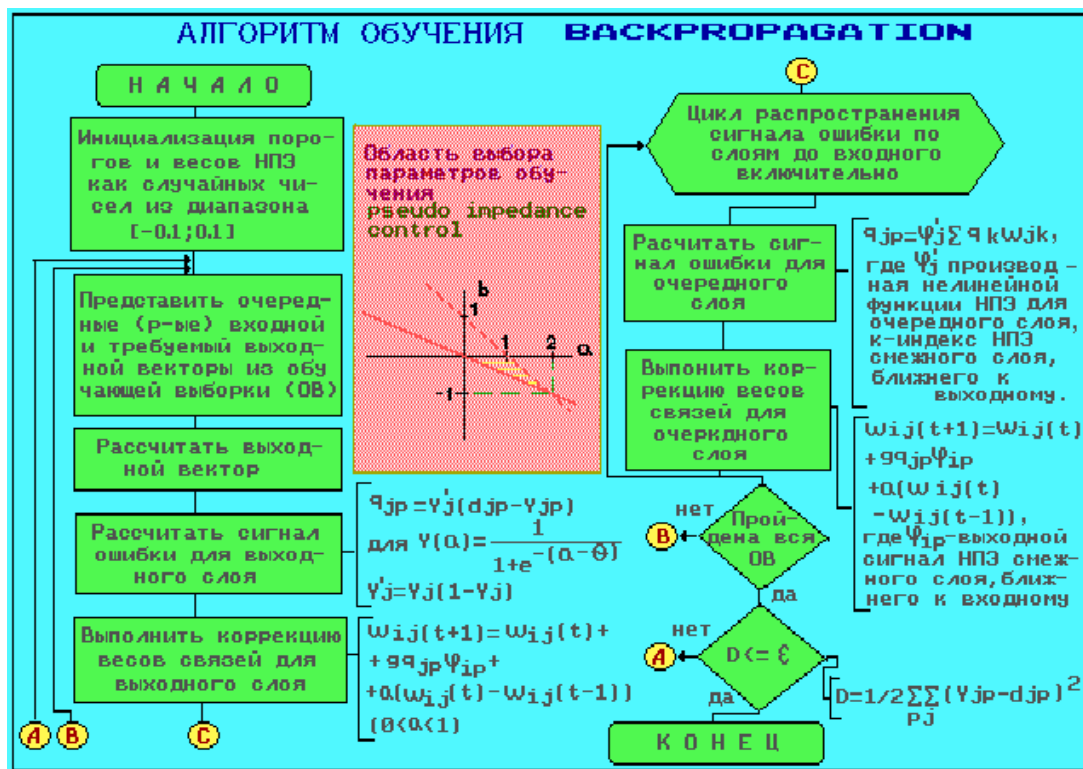 АЛГОРИТМ ОБУЧЕНИЯ BACKPROPAGATION
НАЧАЛО
Инициализация поро-
гов и весов НПЭ
как случайных чи-
сел из диапазона
[-0.1;0.1]
Представить очеред-
ные (р-ые) входной
и требуемый выход-
ной векторы из обу
чающей выборки (ОВ)
Рассчитать выход-
ной вектор
Рассчитать сигнал
ошибки для выход-
ного слоя
Выполнить коррекцию
весов связей для
выходного слоя
A B C
Область выбора
параметров обу-
чения
pseudo impedance
control
b
1
1 2 a
-1
qjp=Y'j(djp-Yjp)
для Y(a)=1/(1+e^-(a-θ))
Y'j=Yj(1-Yj)
Wij(t+1)=Wij(t)+
+gqjpφip+
+a(wij(t)-wij(t-1))
(0<a<1)
C
Цикл распространения
сигнала ошибки по
слоям до входного
включительно
Расчитать сиг-
нал ошибки для
очередного
слоя
qjp=φ'jΣqkWjk,
где φ'j производ-
ная нелинейной
функции НПЭ для
очередного слоя,
к-индекс НПЭ
смежного слоя,
ближнего к
выходному.
Выпонить кор-
рекцию весов
связей для
очеркдного
слоя
Wij(t+1)=Wij(t)
+gqjpφip
+a(Wij(t)
-Wij(t-1)),
где φip-выходной
сигнал НПЭ смеж-
ного слоя,ближ-
него к входному
нет
B
Прой-
дена вся
ОВ
да
нет
A
D<= ε
да
D=1/2ΣΣ(Yjp-djp)^2
pj
КОНЕЦ